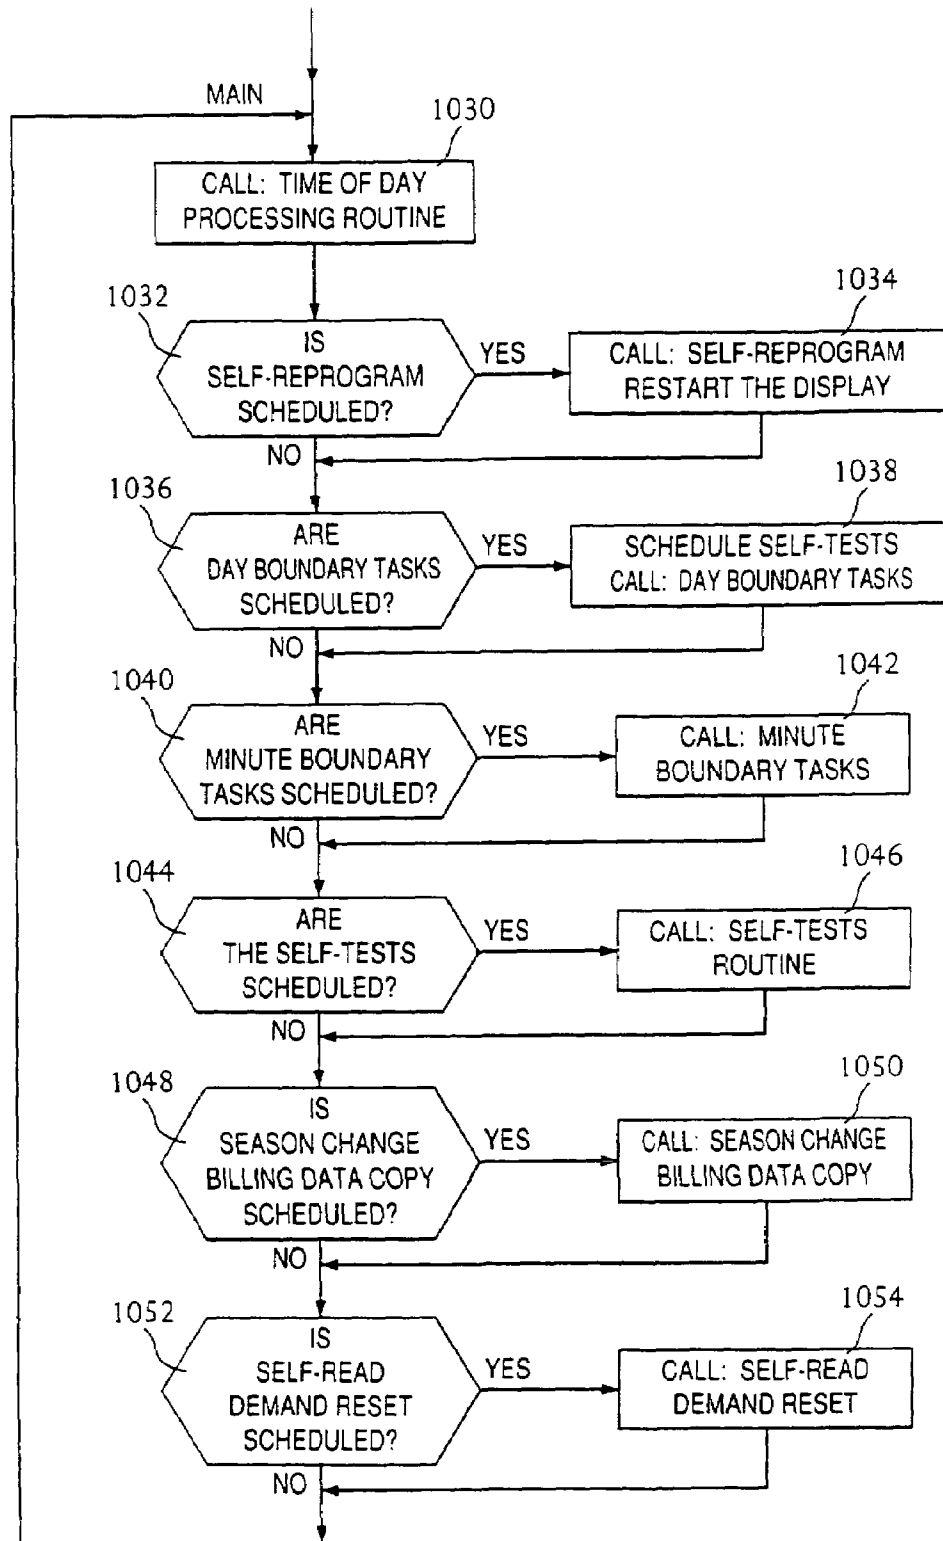 MAIN
1030
CALL: TIME OF DAY
PROCESSING ROUTINE
1032
IS
SELF-REPROGRAM
SCHEDULED?
YES
1034
CALL: SELF-REPROGRAM
RESTART THE DISPLAY
NO
1036
ARE
DAY BOUNDARY TASKS
SCHEDULED?
YES
1038
SCHEDULE SELF-TESTS
CALL: DAY BOUNDARY TASKS
NO
1040
ARE
MINUTE BOUNDARY
TASKS SCHEDULED?
YES
1042
CALL: MINUTE
BOUNDARY TASKS
NO
1044
ARE
THE SELF-TESTS
SCHEDULED?
YES
1046
CALL: SELF-TESTS
ROUTINE
NO
1048
IS
SEASON CHANGE
BILLING DATA COPY
SCHEDULED?
YES
1050
CALL: SEASON CHANGE
BILLING DATA COPY
NO
1052
IS
SELF-READ
DEMAND RESET
SCHEDULED?
YES
1054
CALL: SELF-READ
DEMAND RESET
NO